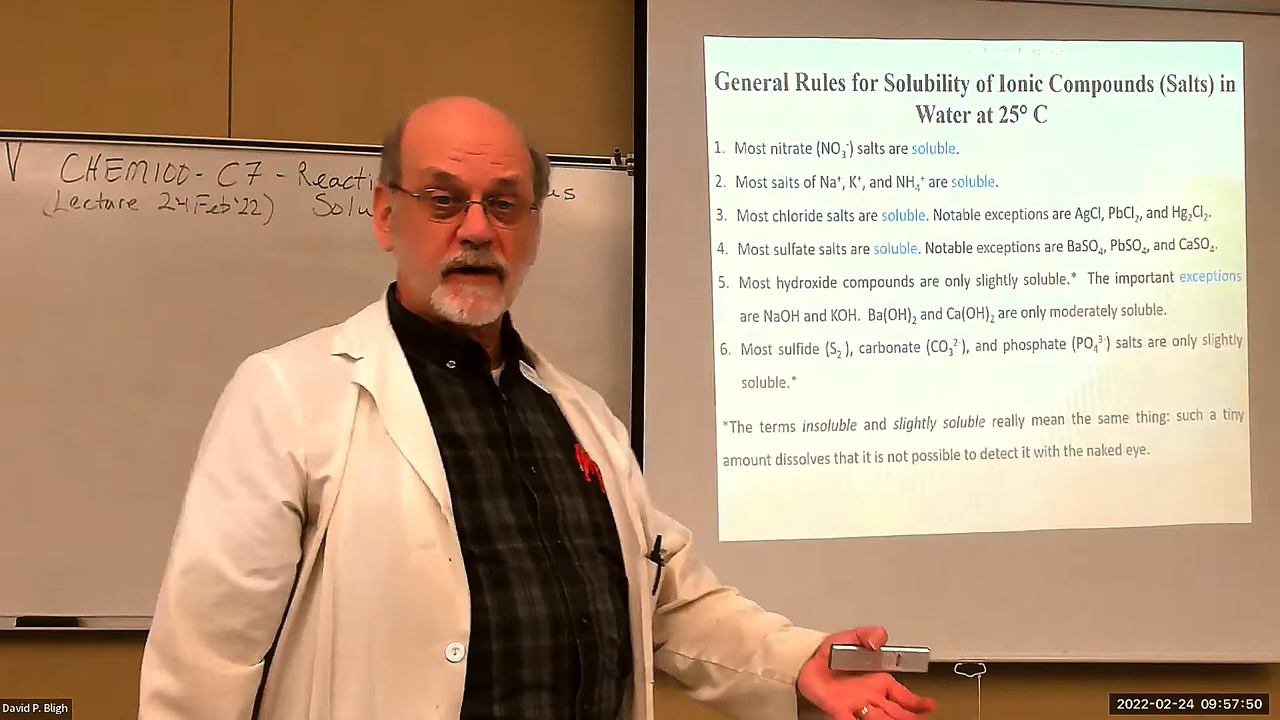 V CHEM100 - C7 - Reacti us
(Lecture 24 Feb '22) Solu
General Rules for Solubility of Ionic Compounds (Salts) in
Water at 25° C
1. Most nitrate (NO₃⁻) salts are soluble.
2. Most salts of Na⁺, K⁺, and NH₄⁺ are soluble.
3. Most chloride salts are soluble. Notable exceptions are AgCl, PbCl₂, and Hg₂Cl₂.
4. Most sulfate salts are soluble. Notable exceptions are BaSO₄, PbSO₄, and CaSO₄.
5. Most hydroxide compounds are only slightly soluble.* The important exceptions
are NaOH and KOH. Ba(OH)₂ and Ca(OH)₂ are only moderately soluble.
6. Most sulfide (S₂⁻), carbonate (CO₃²⁻), and phosphate (PO₄³⁻) salts are only slightly
soluble.*
*The terms insoluble and slightly soluble really mean the same thing: such a tiny
amount dissolves that it is not possible to detect it with the naked eye.
David P. Bligh
2022-02-24 09:57:50